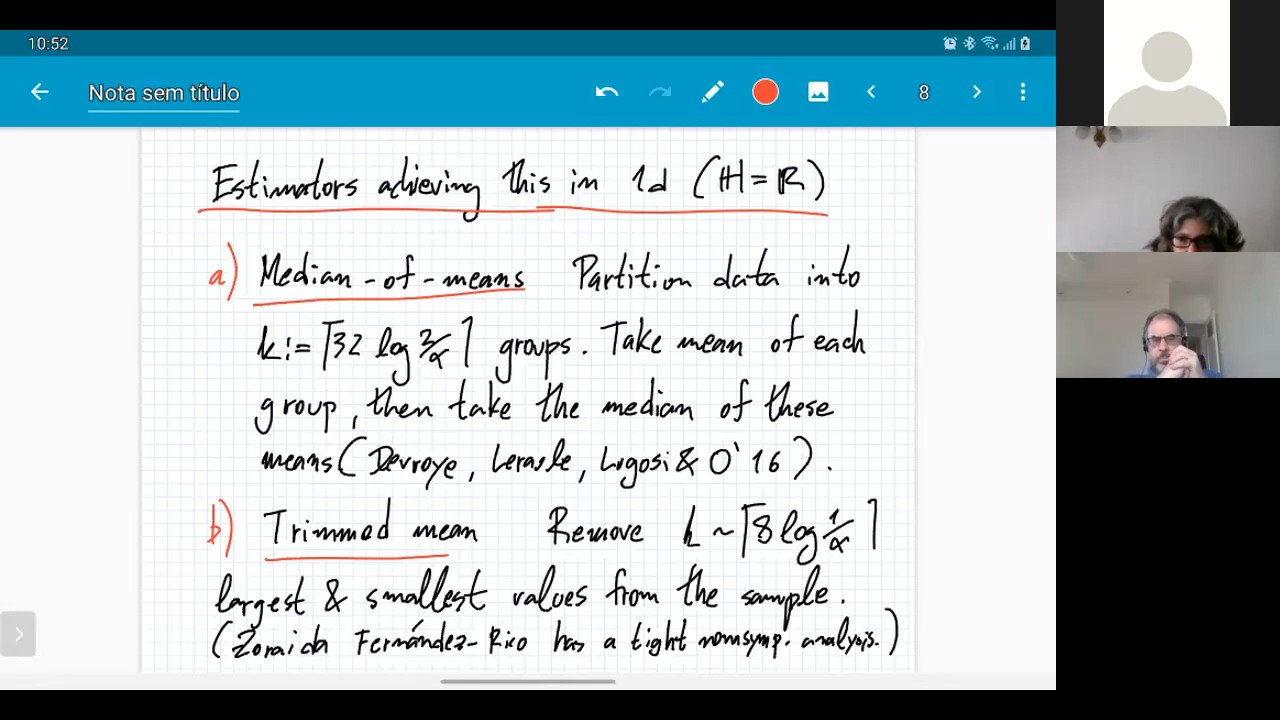 10:52
Nota sem título
8
Estimators achieving this in 1d (H=R)
a) Median-of-means Partition data into
k:=⌈32 log 2/α⌉ groups. Take mean of each
group, then take the median of these
means (Devroye, Lerasle, Lugosi & O' 16).
b) Trimmed mean Remove k ~ ⌈8 log 1/α⌉
largest & smallest values from the sample.
(Zoraida Fernández-Rico has a tight nonasymp. analysis.)